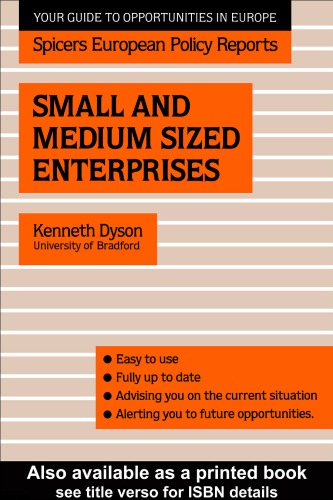 YOUR GUIDE TO OPPORTUNITIES IN EUROPE
Spicers European Policy Reports
SMALL AND
MEDIUM SIZED
ENTERPRISES
Kenneth Dyson
University of Bradford
● Easy to use
● Fully up to date
● Advising you on the current situation
● Alerting you to future opportunities.
Also available as a printed book
see title verso for ISBN details